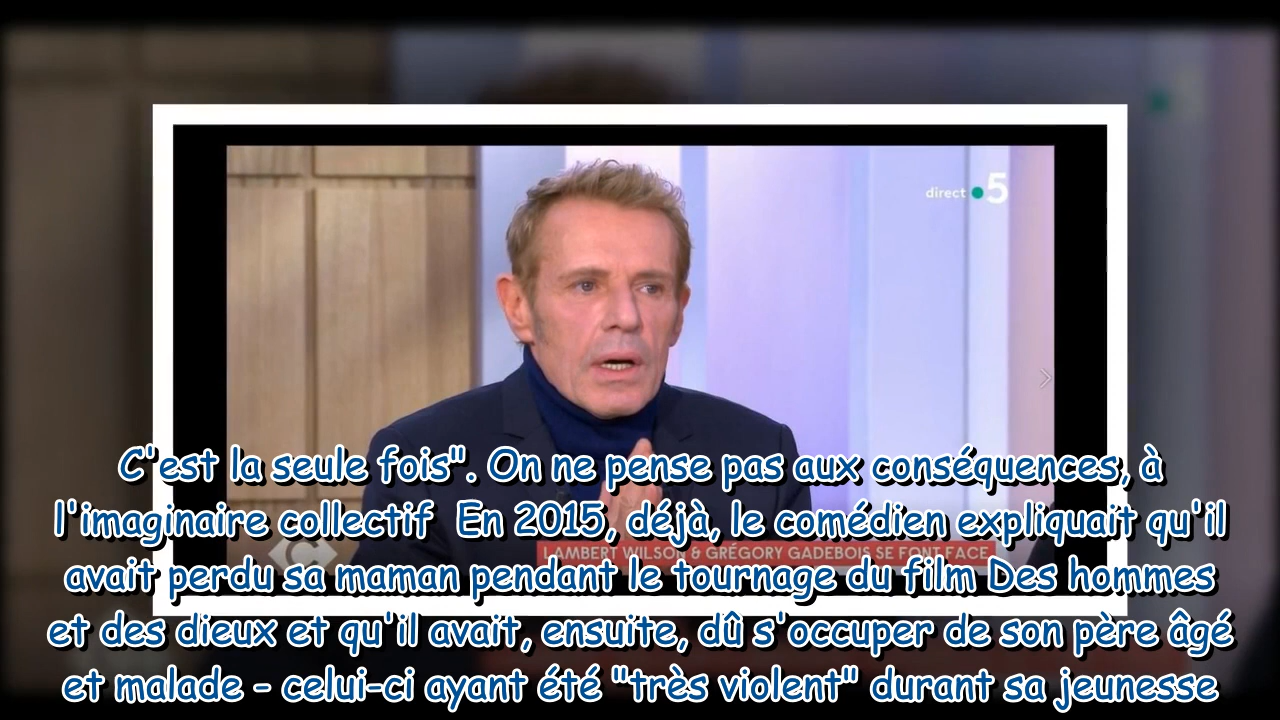 direct 5
C'est la seule fois". On ne pense pas aux conséquences, à
l'imaginaire collectif  En 2015, déjà, le comédien expliquait qu'il
LAMBERT WILSON & GRÉGORY GADEBOIS SE FONT FACE
avait perdu sa maman pendant le tournage du film Des hommes
et des dieux et qu'il avait, ensuite, dû s'occuper de son père âgé
et malade - celui-ci ayant été "très violent" durant sa jeunesse